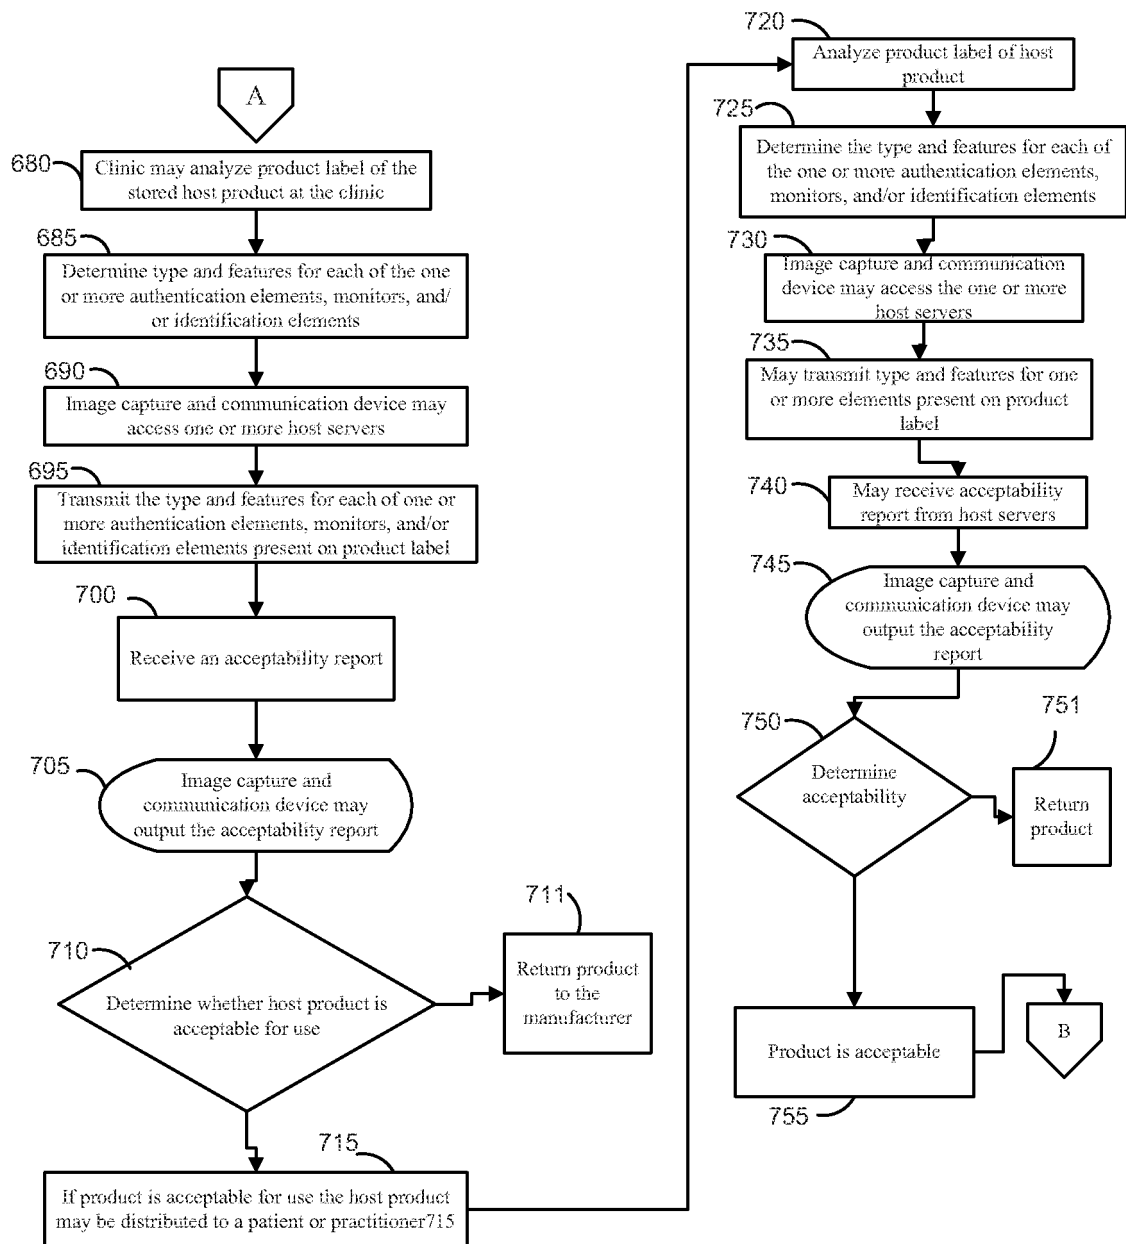 A
680
Clinic may analyze product label of the
stored host product at the clinic
685
Determine type and features for each of the one
or more authentication elements, monitors, and/
or identification elements
690
Image capture and communication device may
access one or more host servers
695
Transmit the type and features for each of one or
more authentication elements, monitors, and/or
identification elements present on product label
700
Receive an acceptability report
705
Image capture and
communication device may
output the acceptability report
710
Determine whether host product is
acceptable for use
711
Return product
to the
manufacturer
715
If product is acceptable for use the host product
may be distributed to a patient or practitioner715
720
Analyze product label of host
product
725
Determine the type and features for each of
the one or more authentication elements,
monitors, and/or identification elements
730
Image capture and communication
device may access the one or more
host servers
735
May transmit type and features for one
or more elements present on product
label
740
May receive acceptability
report from host servers
745
Image capture and
communication device may
output the acceptability
report
750
Determine
acceptability
751
Return
product
Product is acceptable
755
B